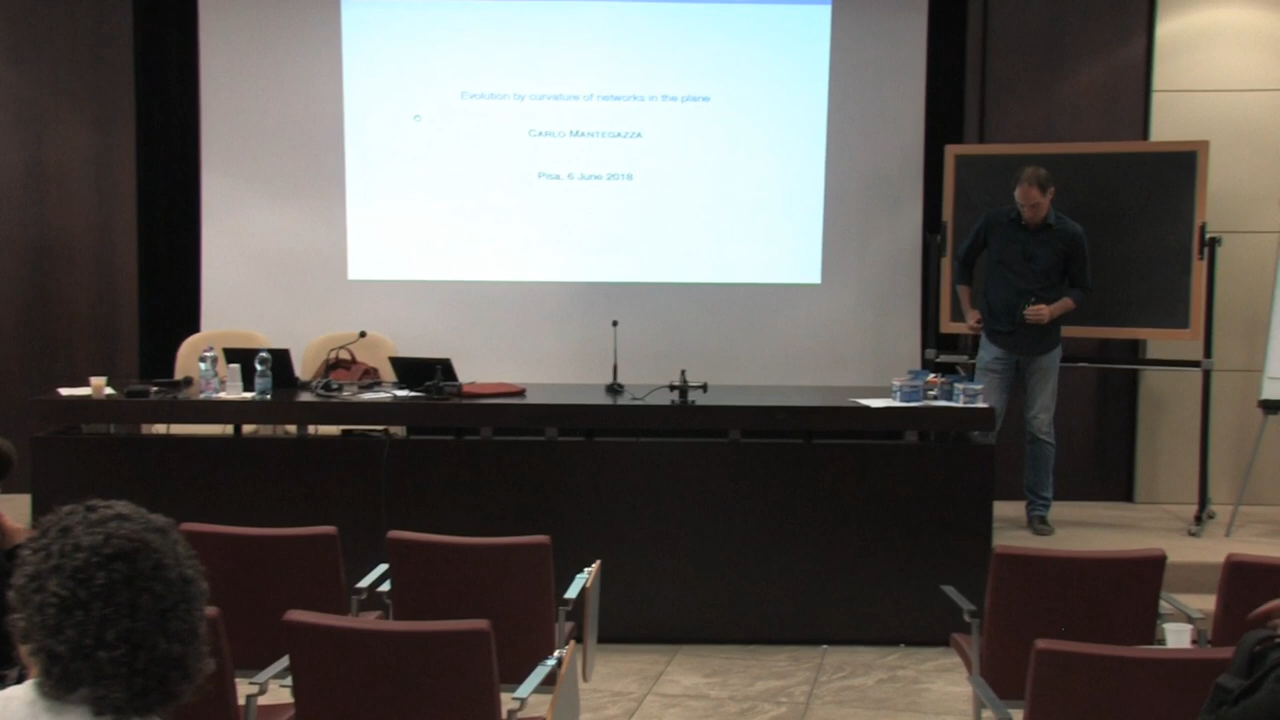 Evolution by curvature of networks in the plane
CARLO MANTEGAZZA
Pisa, 6 June 2018